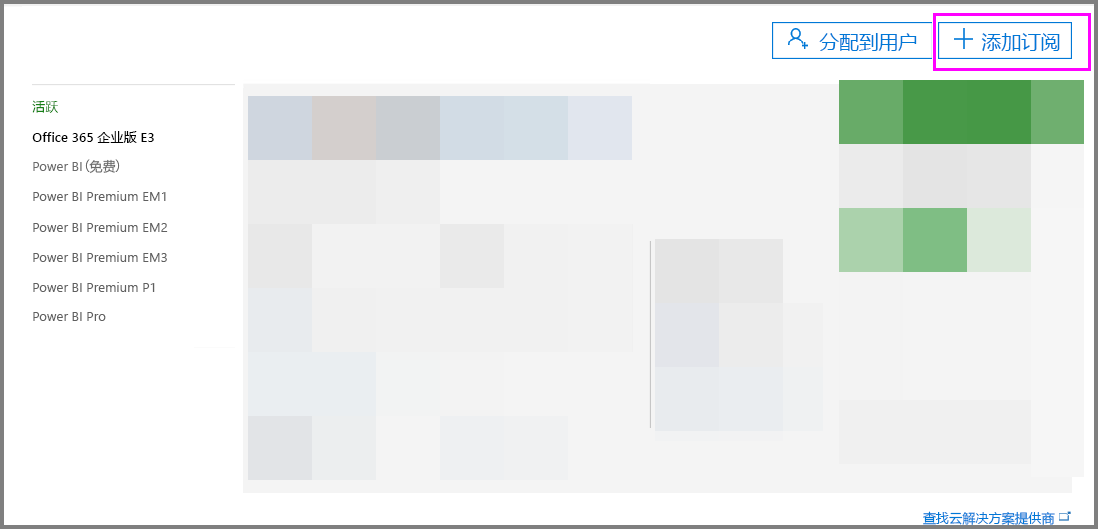 分配到用户
添加订阅
活跃
Office 365 企业版 E3
Power BI (免费)
Power BI Premium EM1
Power BI Premium EM2
Power BI Premium EM3
Power BI Premium P1
Power BI Pro
查找云解决方案提供商